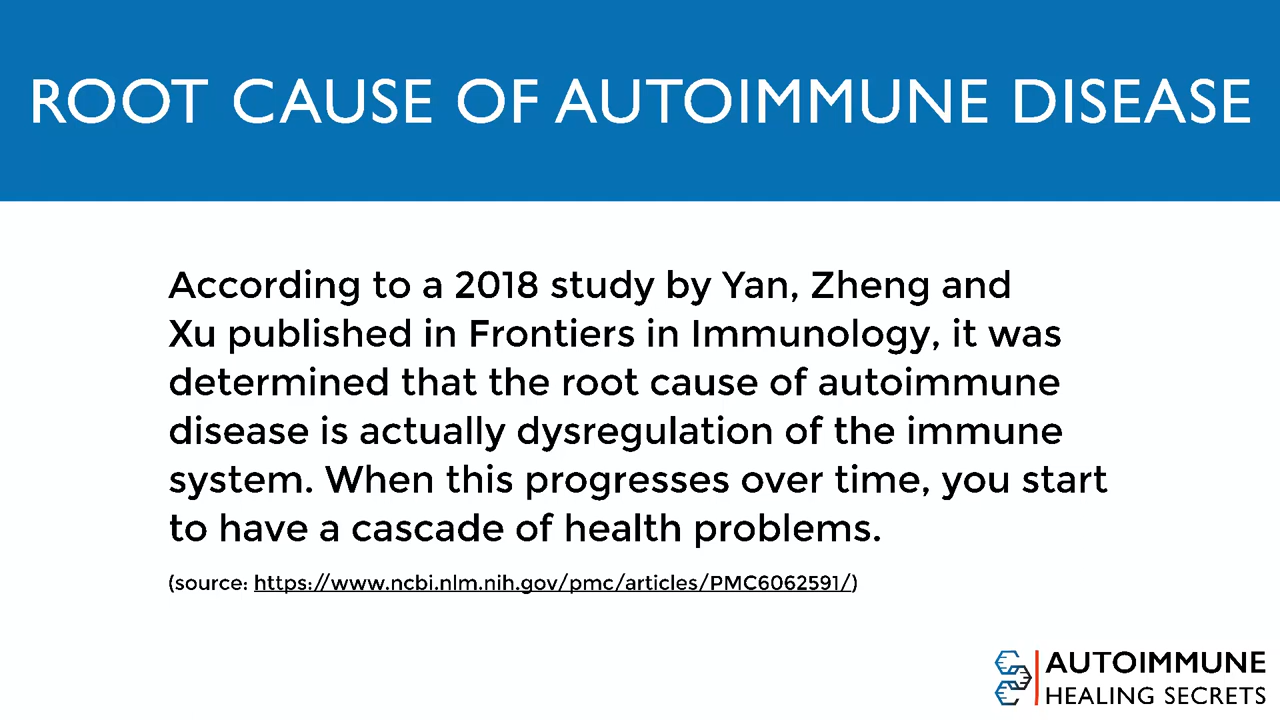 ROOT CAUSE OF AUTOIMMUNE DISEASE
According to a 2018 study by Yan, Zheng and
Xu published in Frontiers in Immunology, it was
determined that the root cause of autoimmune
disease is actually dysregulation of the immune
system. When this progresses over time, you start
to have a cascade of health problems.
(source: https://www.ncbi.nlm.nih.gov/pmc/articles/PMC6062591/)
AUTOIMMUNE
HEALING SECRETS